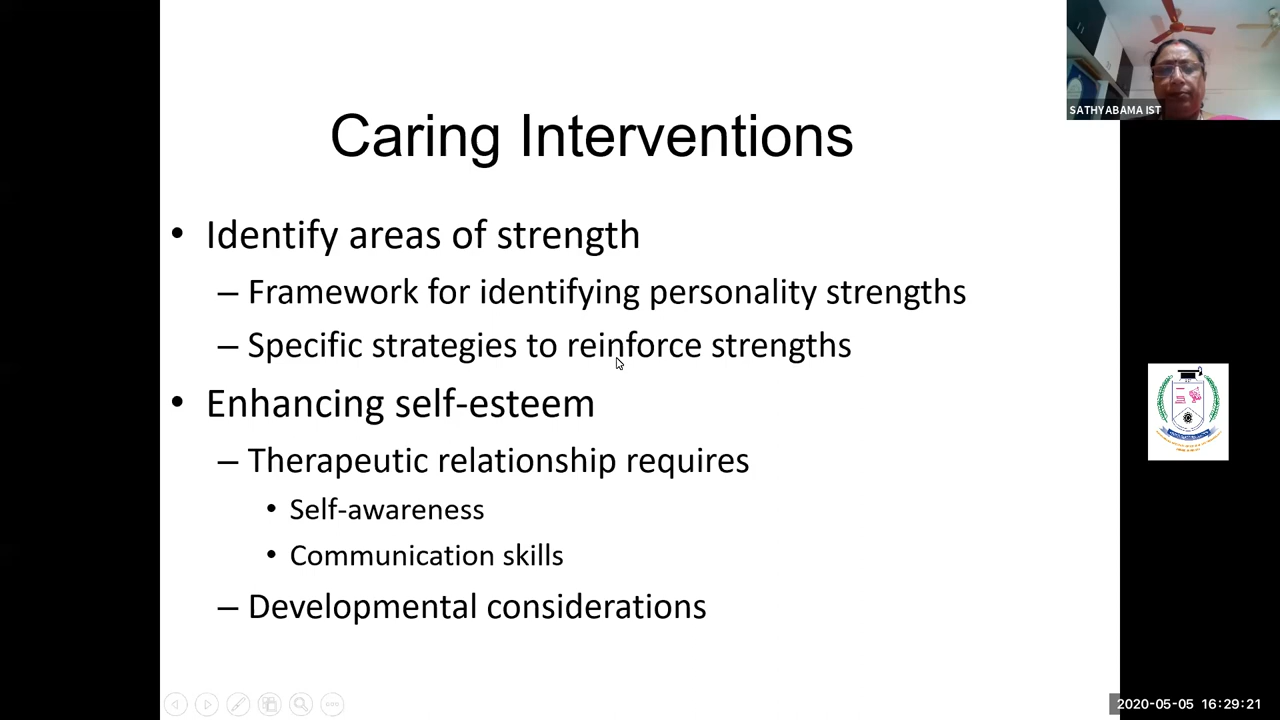 SATHYABAMA IST
Caring Interventions
• Identify areas of strength
– Framework for identifying personality strengths
– Specific strategies to reinforce strengths
• Enhancing self-esteem
– Therapeutic relationship requires
• Self-awareness
• Communication skills
– Developmental considerations
2020-05-05 16:29:21